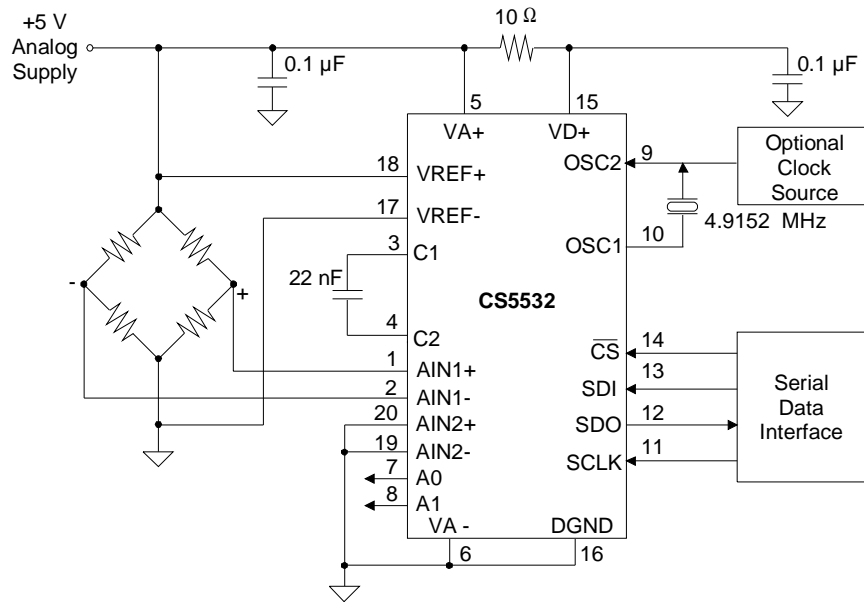 +5 V
Analog
Supply
10 Ω
0.1 µF
0.1 µF
5
15
VA+
VD+
18
VREF+
17
VREF-
3
C1
22 nF
4
C2
1
AIN1+
2
AIN1-
20
AIN2+
19
AIN2-
7
A0
8
A1
VA -
6
DGND
16
-
+
CS5532
OSC2
9
Optional
Clock
Source
4.9152 MHz
OSC1
10
CS
14
SDI
13
SDO
12
SCLK
11
Serial
Data
Interface